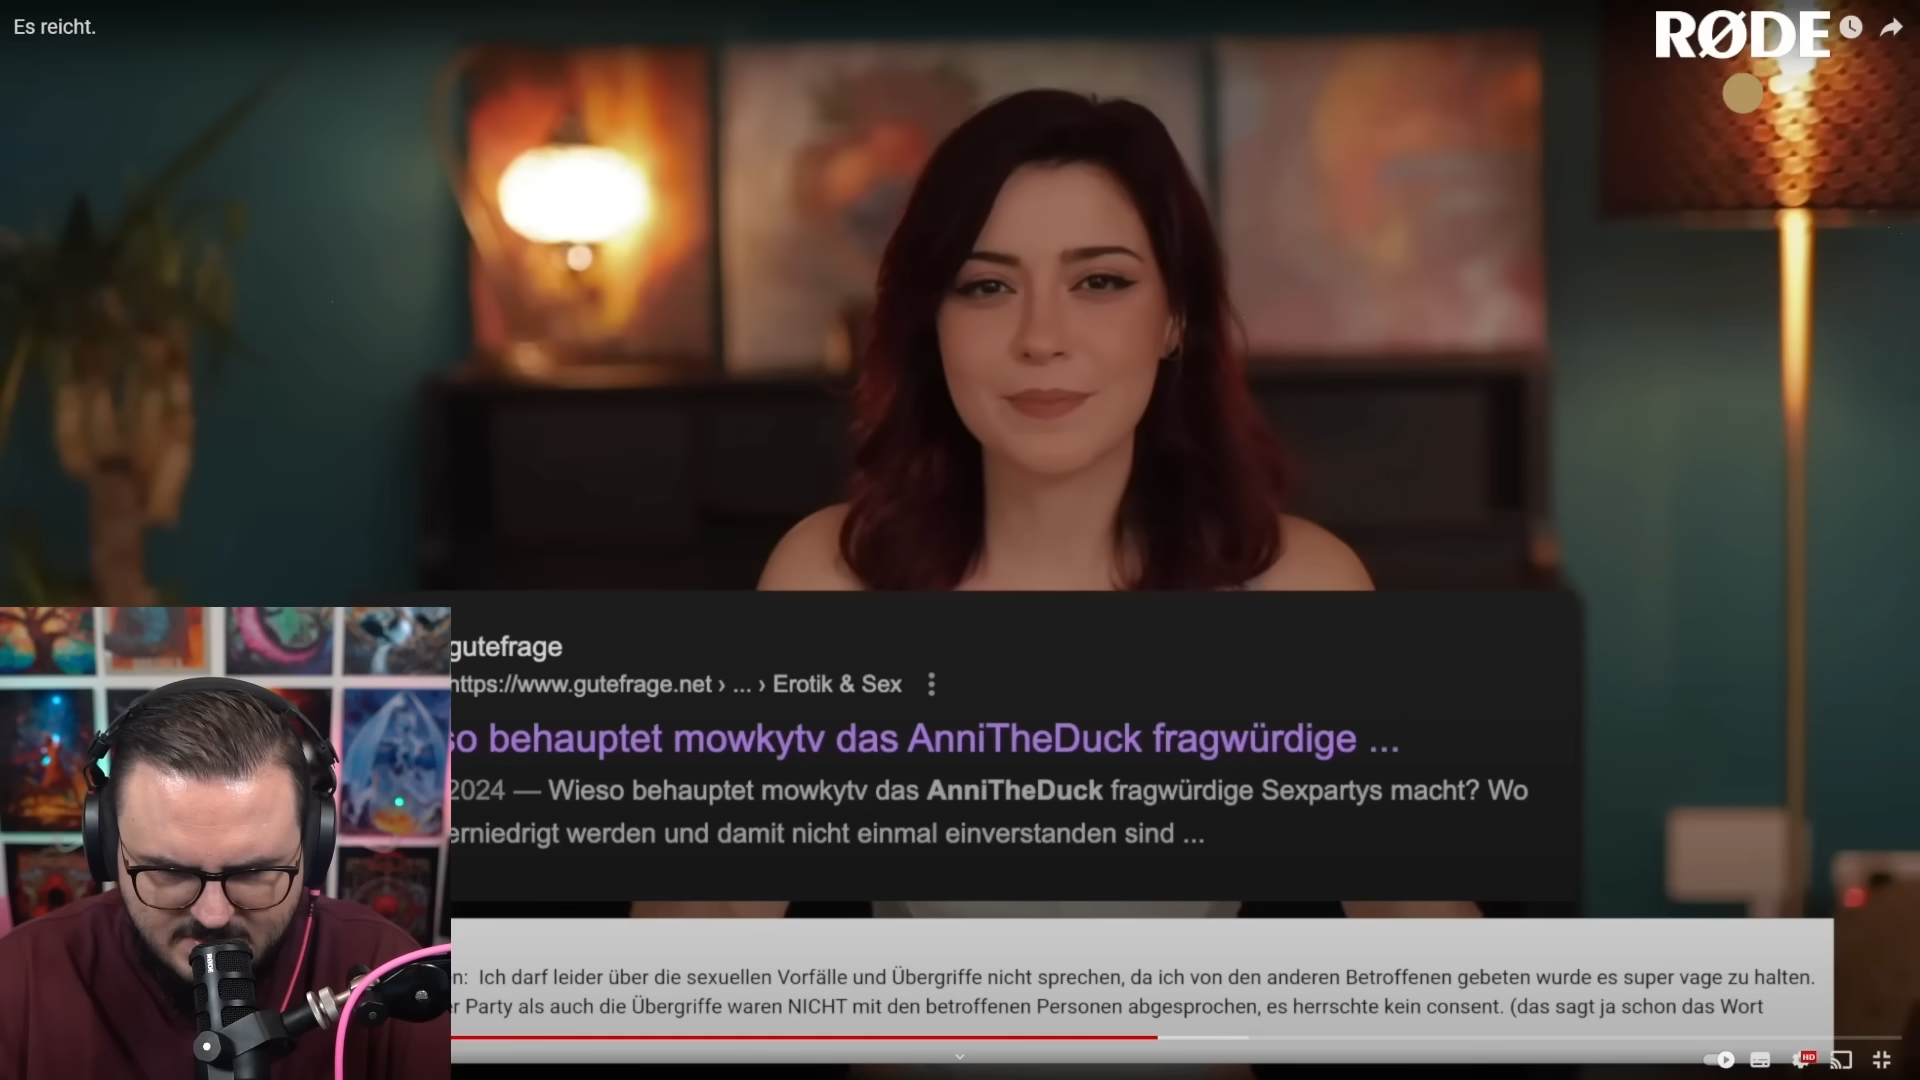 Es reicht.
RØDE
gutefrage
https://www.gutefrage.net › ... › Erotik & Sex
so behauptet mowkytv das AnniTheDuck fragwürdige ...
2024 — Wieso behauptet mowkytv das AnniTheDuck fragwürdige Sexpartys macht? Wo
erniedrigt werden und damit nicht einmal einverstanden sind ...
n: Ich darf leider über die sexuellen Vorfälle und Übergriffe nicht sprechen, da ich von den anderen Betroffenen gebeten wurde es super vage zu halten.
r Party als auch die Übergriffe waren NICHT mit den betroffenen Personen abgesprochen, es herrschte kein consent. (das sagt ja schon das Wort
HD
RØDE